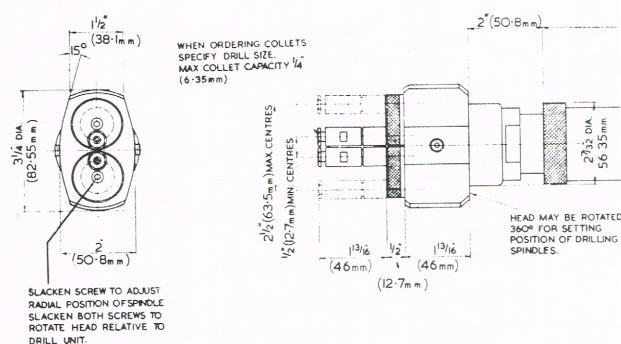 1½"
(38·1mm)
15°
WHEN ORDERING COLLETS
SPECIFY DRILL SIZE.
MAX COLLET CAPACITY ¼"
(6·35mm)
2" (50·8mm)
3¼ DIA.
(82·55mm)
2½"(63·5mm)MAX CENTRES
½"(12·7mm)MIN. CENTRES
2 7/32 DIA.
56 35mm
2"
(50·8mm)
1 13/16"
(46mm)
½"
(12·7mm)
1 13/16"
(46mm)
HEAD MAY BE ROTATED
360° FOR SETTING
POSITION OF DRILLING
SPINDLES.
SLACKEN SCREW TO ADJUST
RADIAL POSITION OF SPINDLE
SLACKEN BOTH SCREWS TO
ROTATE HEAD RELATIVE TO
DRILL UNIT.